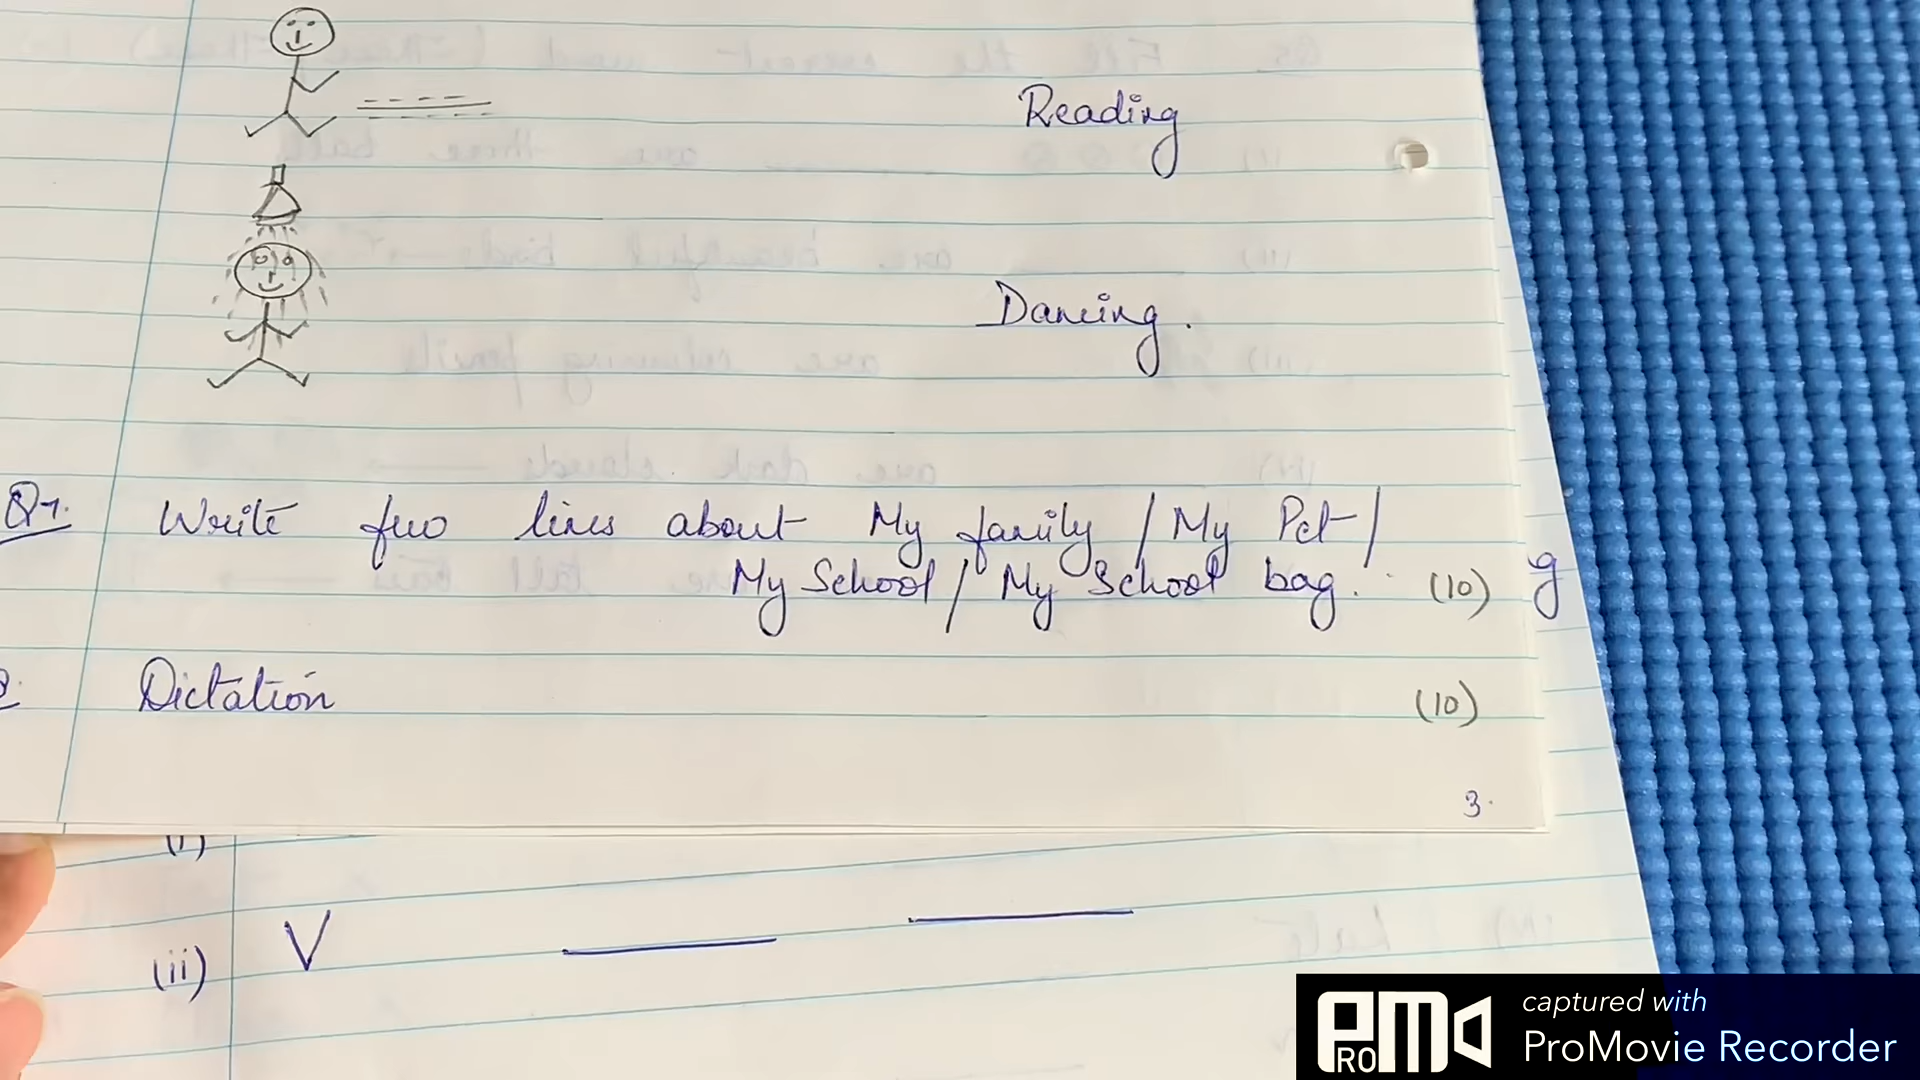 Reading
Dancing.
Q7. Write few lines about My family / My Pet /
My School / My School bag. (10)
g
Dictation (10)
3.
(i)
(ii) V
captured with
ProMovie Recorder